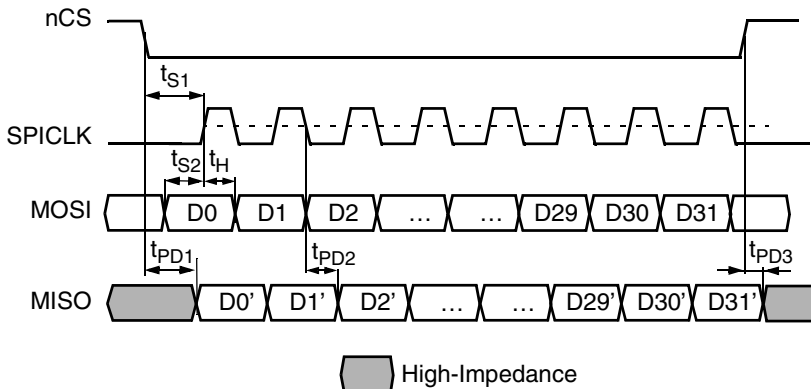 nCS
tS1
SPICLK
tS2 tH
MOSI D0 D1 D2 … … D29 D30 D31
tPD1 tPD2 tPD3
MISO D0’ D1’ D2’ … … D29’ D30’ D31’
High-Impedance